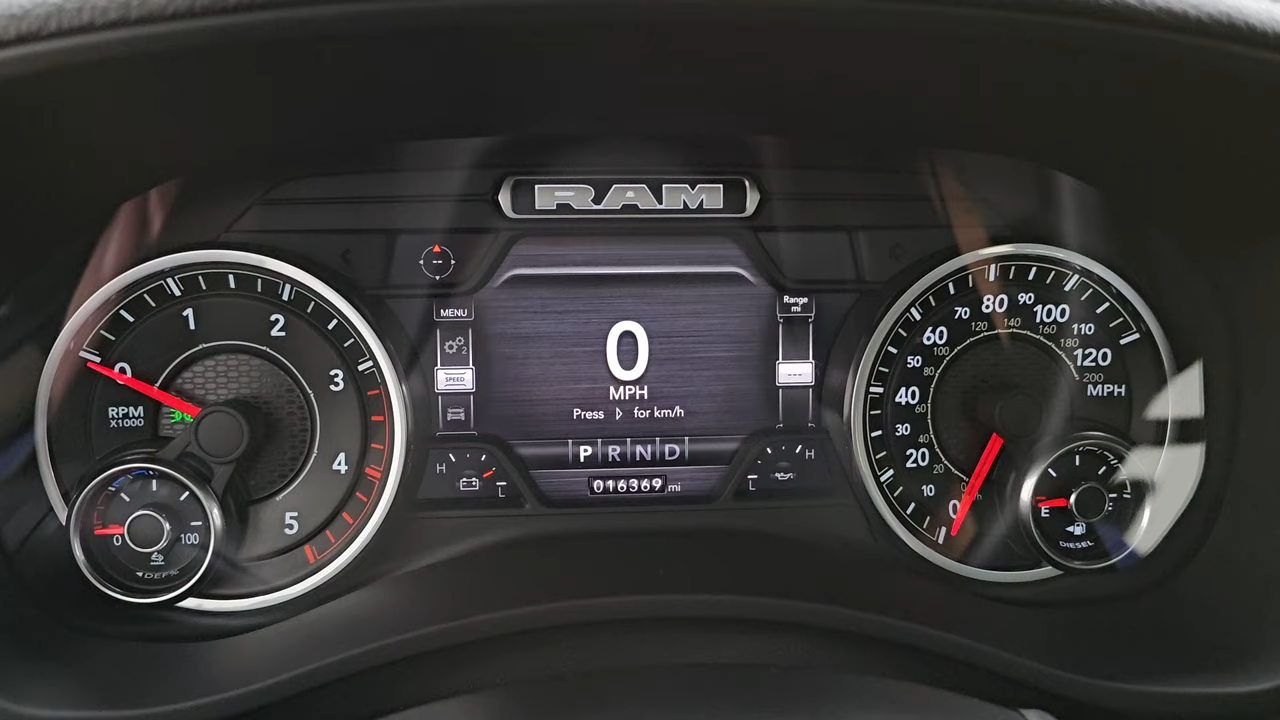 RAM
--
MENU
2
SPEED
0
MPH
Press ▷ for km/h
PRND
016369 mi
Range
mi
---
H
L
H
L
0
1
2
3
4
5
RPM
X1000
0
100
DEF%
0
10
20
30
40
50
60
70
80
90
100
110
120
MPH
20
60
80
100
120
140
160
180
200
E
F
DIESEL